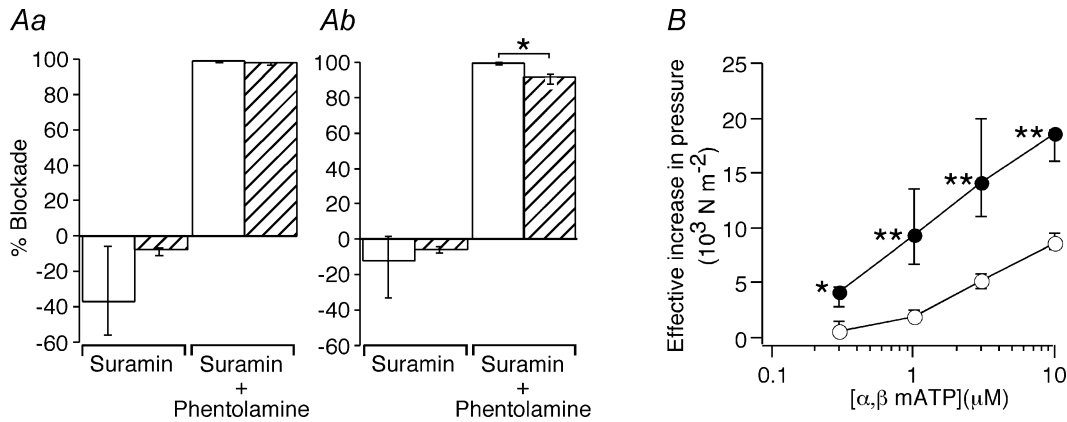 Aa
% Blockade
100
80
60
40
20
0
-20
-40
-60
Suramin
Suramin
+
Phentolamine
Ab
*
100
80
60
40
20
0
-20
-40
-60
Suramin
Suramin
+
Phentolamine
B
Effective increase in pressure
(10³ N m⁻²)
25
20
15
10
5
0
*
**
**
**
0.1 1 10
[α,β mATP](μM)